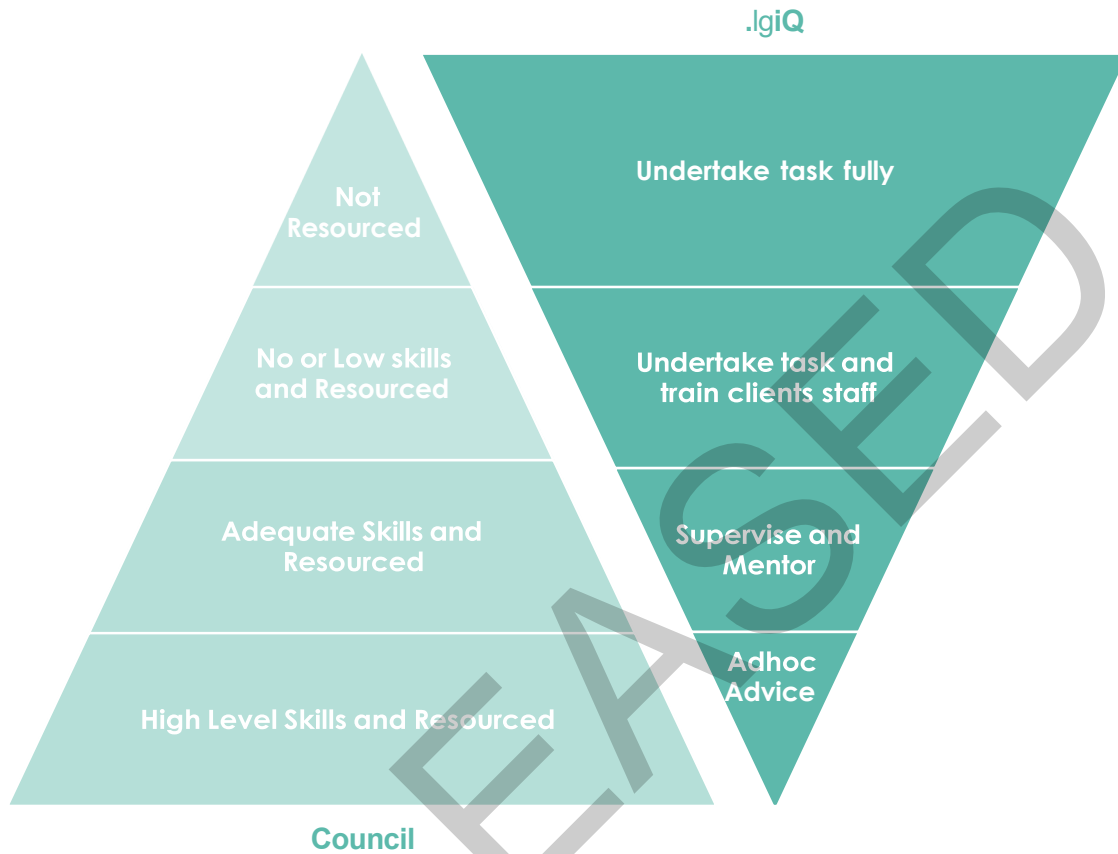 .lgiQ
Not
Resourced
No or Low skills
and Resourced
Adequate Skills and
Resourced
High Level Skills and Resourced
Council
Undertake task fully
Undertake task and
train clients staff
Supervise and
Mentor
Adhoc
Advice
EASED